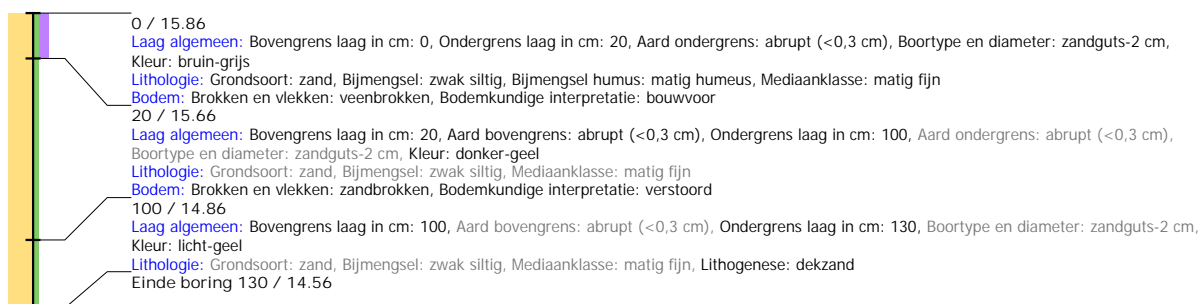 0 / 15.86
Laag algemeen: Bovengrens laag in cm: 0, Ondergrens laag in cm: 20, Aard ondergrens: abrupt (<0,3 cm), Boortype en diameter: zandguts-2 cm,
Kleur: bruin-grijs
Lithologie: Grondsoort: zand, Bijmengsel: zwak siltig, Bijmengsel humus: matig humeus, Mediaanklasse: matig fijn
Bodem: Brokken en vlekken: veenbrokken, Bodemkundige interpretatie: bouwvoor
20 / 15.66
Laag algemeen: Bovengrens laag in cm: 20, Aard bovengrens: abrupt (<0,3 cm), Ondergrens laag in cm: 100, Aard ondergrens: abrupt (<0,3 cm),
Boortype en diameter: zandguts-2 cm, Kleur: donker-geel
Lithologie: Grondsoort: zand, Bijmengsel: zwak siltig, Mediaanklasse: matig fijn
Bodem: Brokken en vlekken: zandbrokken, Bodemkundige interpretatie: verstoord
100 / 14.86
Laag algemeen: Bovengrens laag in cm: 100, Aard bovengrens: abrupt (<0,3 cm), Ondergrens laag in cm: 130, Boortype en diameter: zandguts-2 cm,
Kleur: licht-geel
Lithologie: Grondsoort: zand, Bijmengsel: zwak siltig, Mediaanklasse: matig fijn, Lithogenese: dekzand
Einde boring 130 / 14.56